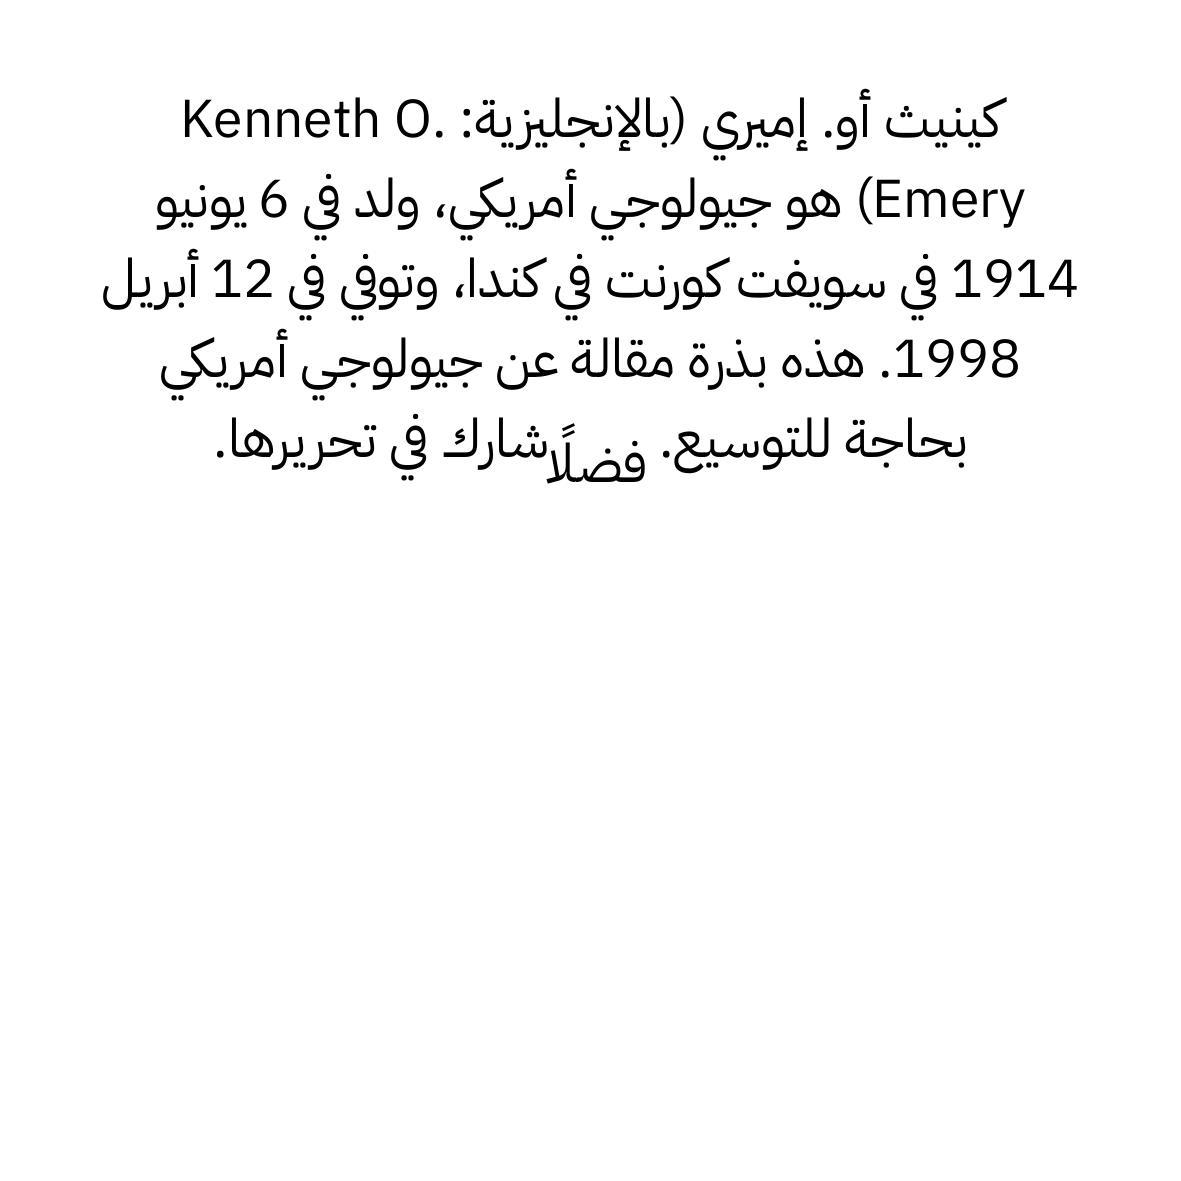 كينيث أو. إميري (بالإنجليزية: Kenneth O.
Emery) هو جيولوجي أمريكي، ولد في 6 يونيو
1914 في سويفت كورنت في كندا، وتوفي في 12 أبريل
1998. هذه بذرة مقالة عن جيولوجي أمريكي
بحاجة للتوسيع. فضلًا شارك في تحريرها.